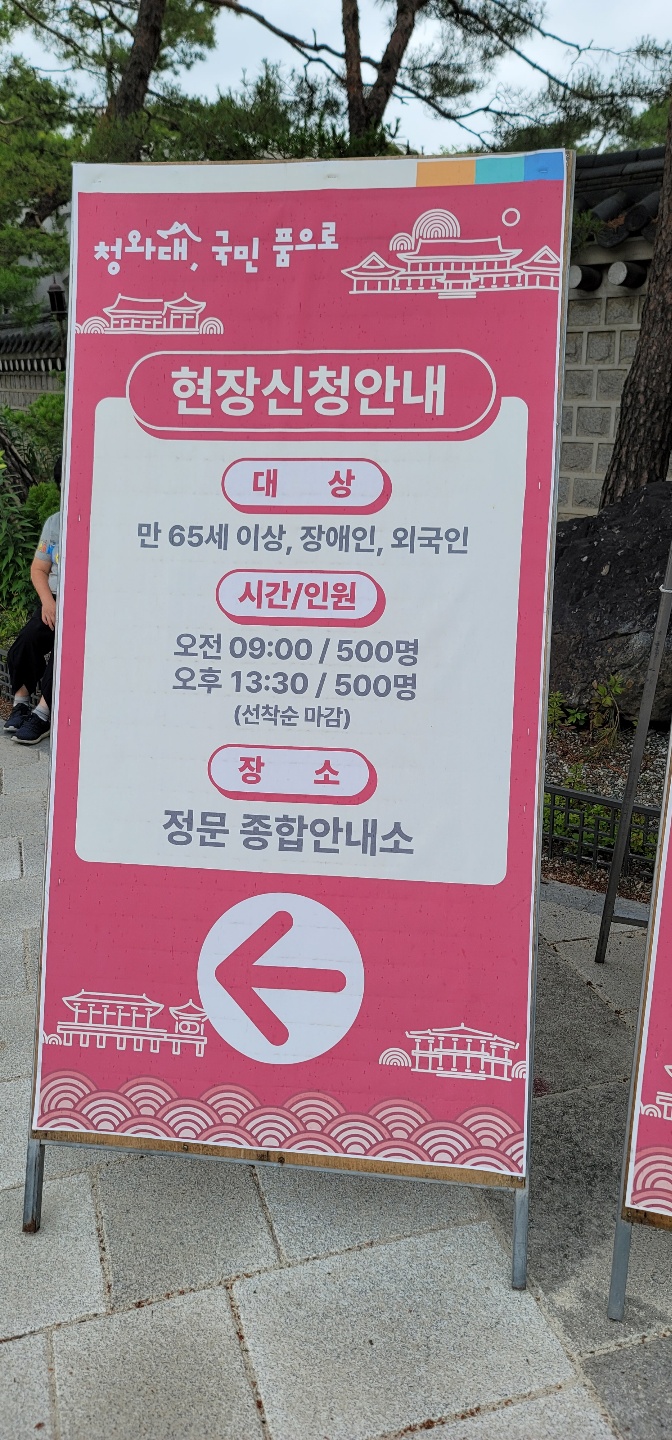 청와대, 국민 품으로
현장신청안내
대 상
만 65세 이상, 장애인, 외국인
시간/인원
오전 09:00 / 500명
오후 13:30 / 500명
(선착순 마감)
장 소
정문 종합안내소